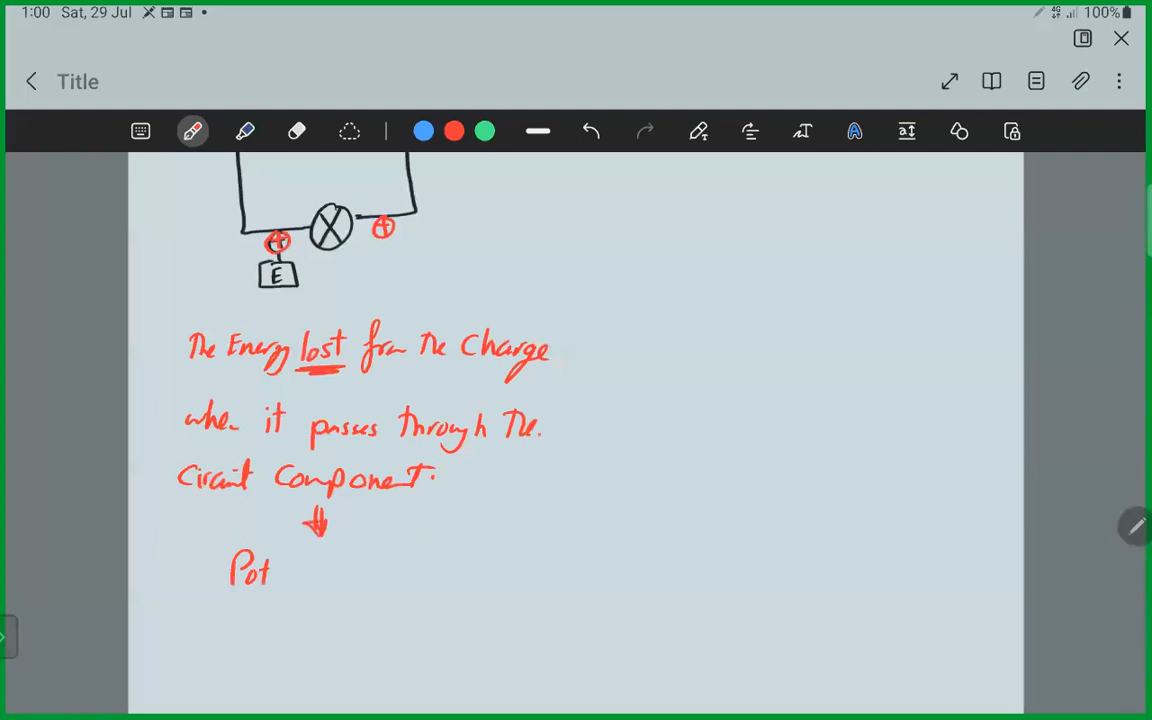 1:00 Sat, 29 Jul
4G 100%
Title
E
The Energy lost from the Charge
when it passes through the.
Circuit Component.
Pot